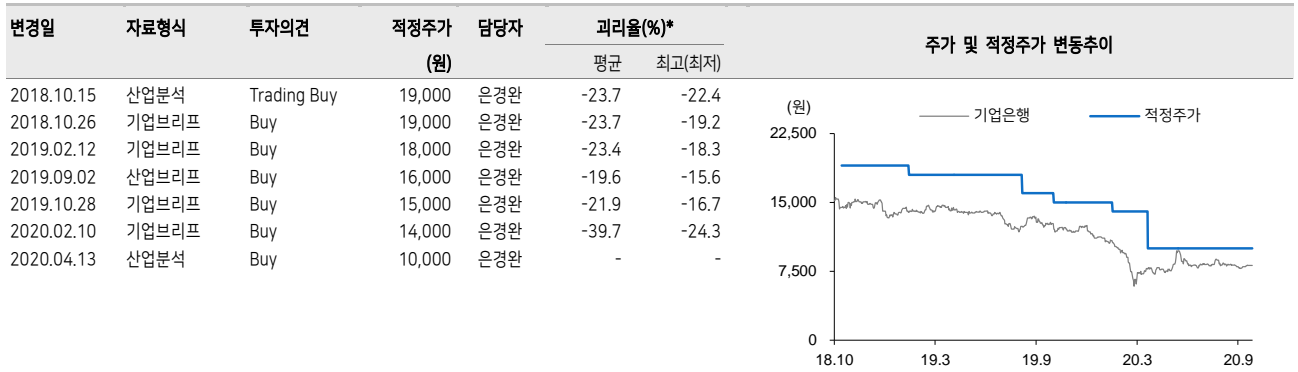 변경일 자료형식 투자의견 적정주가 담당자 괴리율(%)* 주가 및 적정주가 변동추이
(원) 평균 최고(최저)
2018.10.15 산업분석 Trading Buy 19,000 은경완 -23.7 -22.4
2018.10.26 기업브리프 Buy 19,000 은경완 -23.7 -19.2
2019.02.12 기업브리프 Buy 18,000 은경완 -23.4 -18.3
2019.09.02 산업브리프 Buy 16,000 은경완 -19.6 -15.6
2019.10.28 기업브리프 Buy 15,000 은경완 -21.9 -16.7
2020.02.10 기업브리프 Buy 14,000 은경완 -39.7 -24.3
2020.04.13 산업분석 Buy 10,000 은경완 - -
(원) 기업은행 적정주가
22,500
15,000
7,500
0
18.10 19.3 19.9 20.3 20.9